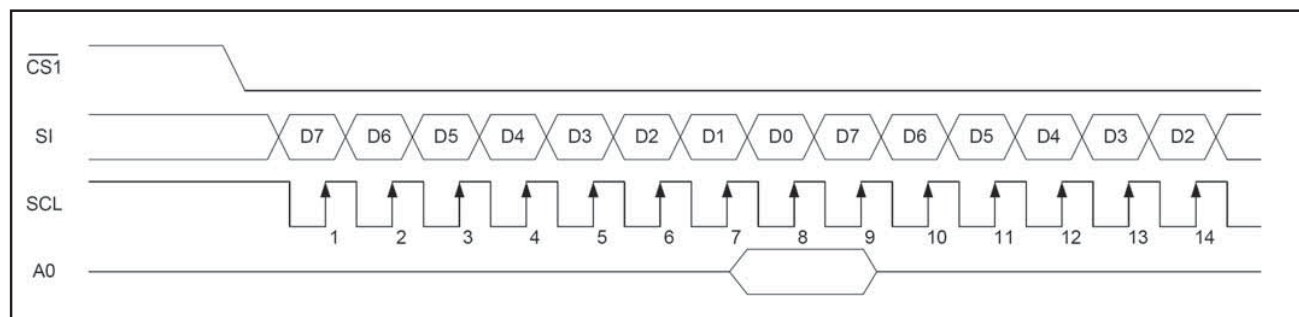 CS1
SI D7 D6 D5 D4 D3 D2 D1 D0 D7 D6 D5 D4 D3 D2
SCL
1 2 3 4 5 6 7 8 9 10 11 12 13 14
A0